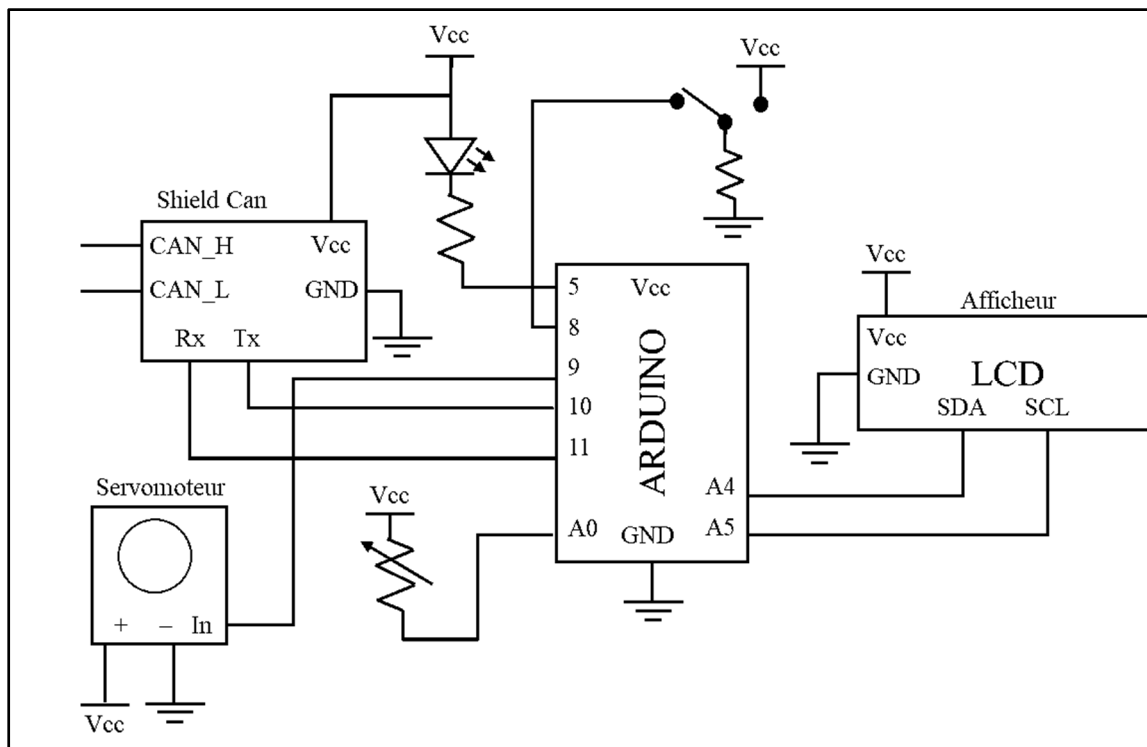 Vcc
Vcc
Shield Can
CAN_H
Vcc
CAN_L
GND
Rx
Tx
5
Vcc
8
9
10
11
ARDUINO
A0
GND
A4
A5
Vcc
Afficheur
Vcc
GND
LCD
SDA
SCL
Servomoteur
+
–
In
Vcc
Vcc